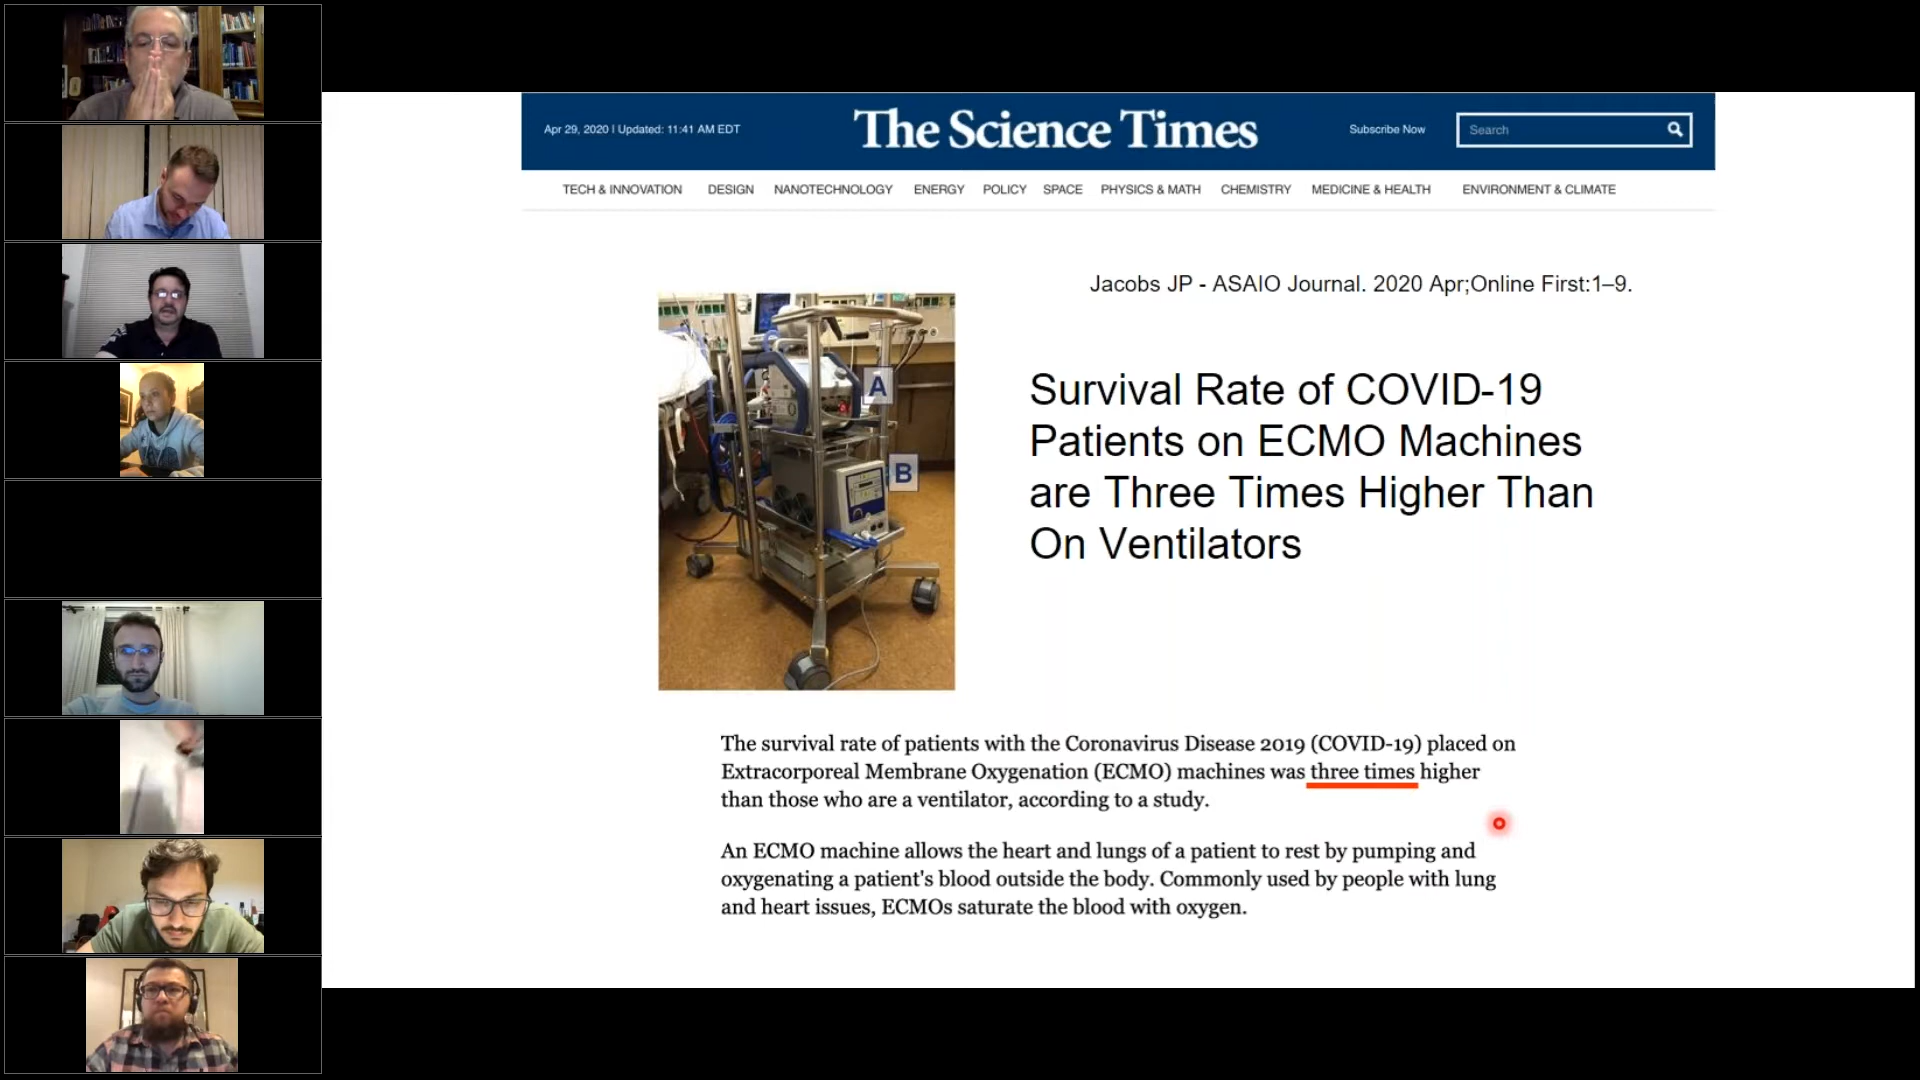 Apr 29, 2020 | Updated: 11:41 AM EDT
The Science Times
Subscribe Now
Search
TECH & INNOVATION DESIGN NANOTECHNOLOGY ENERGY POLICY SPACE PHYSICS & MATH CHEMISTRY MEDICINE & HEALTH ENVIRONMENT & CLIMATE
Jacobs JP - ASAIO Journal. 2020 Apr;Online First:1–9.
A
B
Survival Rate of COVID-19
Patients on ECMO Machines
are Three Times Higher Than
On Ventilators
The survival rate of patients with the Coronavirus Disease 2019 (COVID-19) placed on
Extracorporeal Membrane Oxygenation (ECMO) machines was three times higher
than those who are a ventilator, according to a study.
An ECMO machine allows the heart and lungs of a patient to rest by pumping and
oxygenating a patient's blood outside the body. Commonly used by people with lung
and heart issues, ECMOs saturate the blood with oxygen.